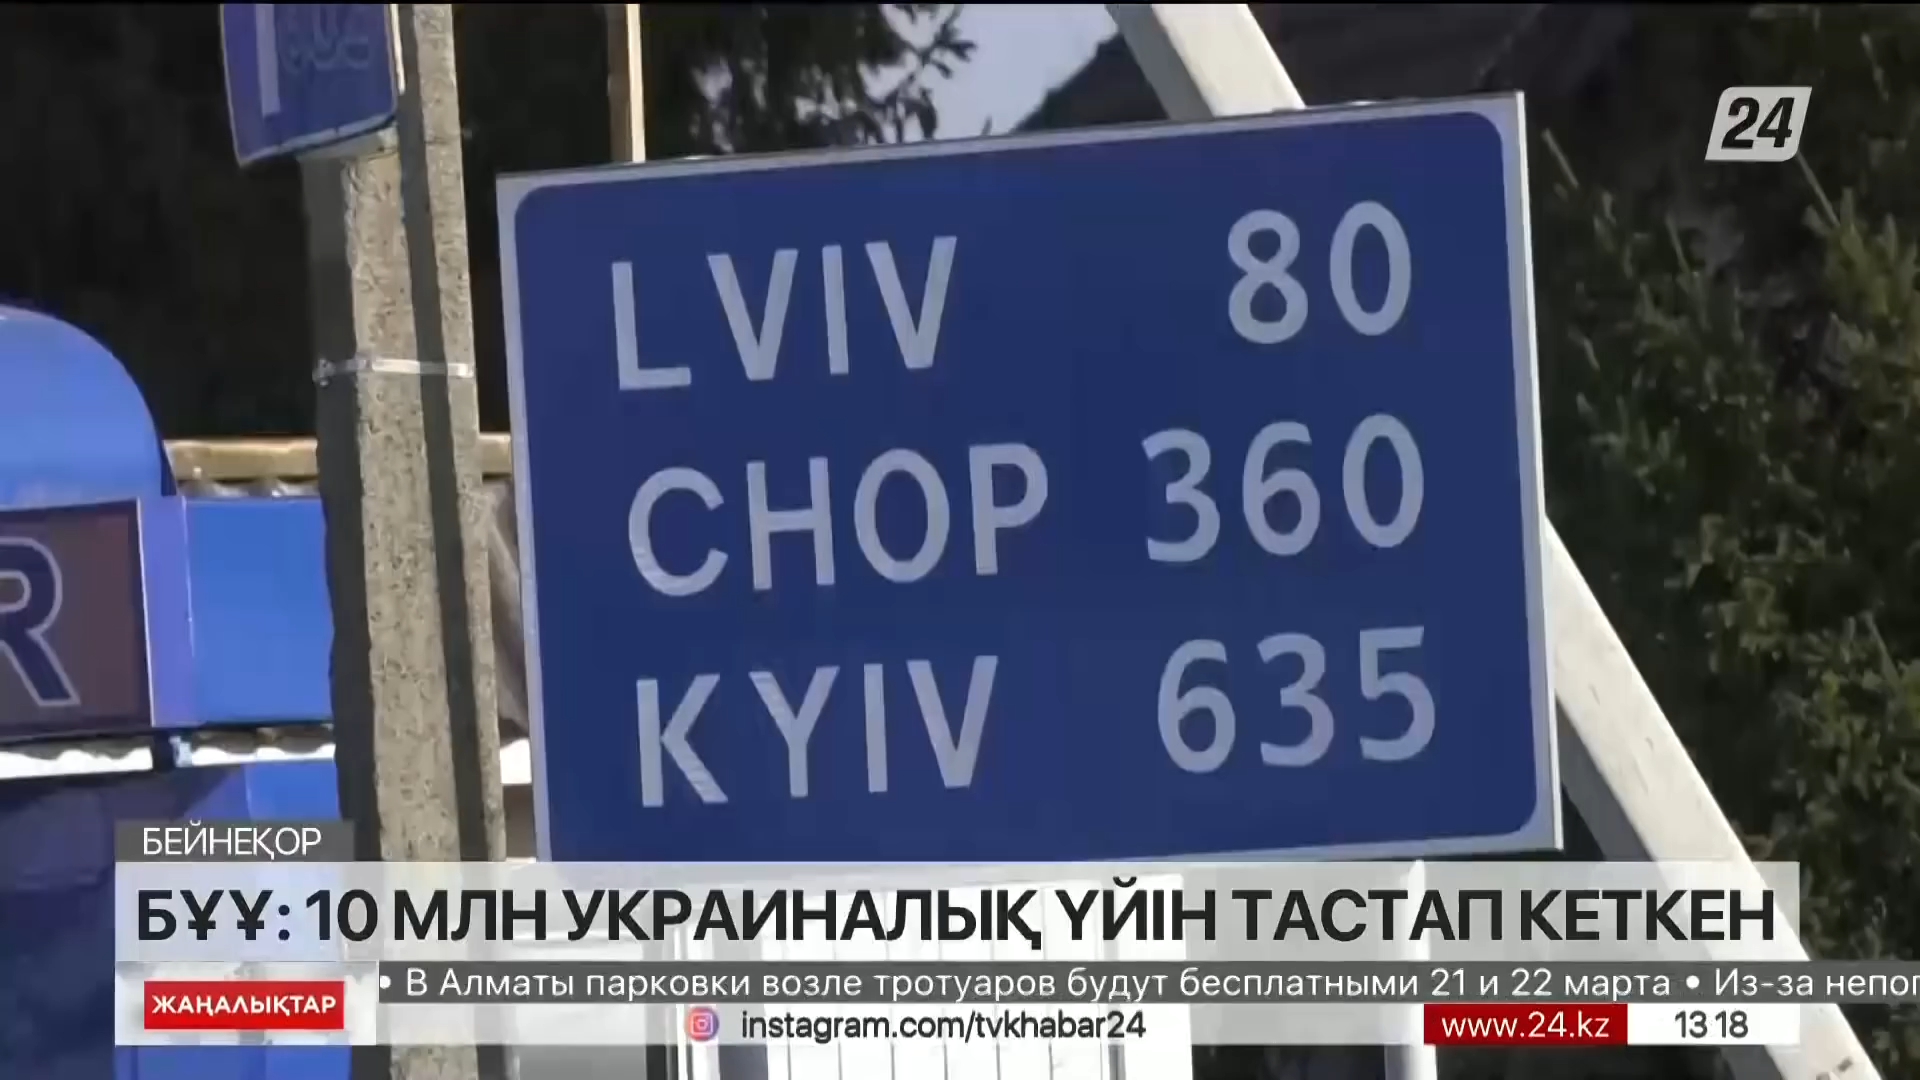 24
LVIV 80
CHOP 360
KYIV 635
R
БЕЙНЕҚОР
БҰҰ: 10 МЛН УКРАИНАЛЫҚ ҮЙІН ТАСТАП КЕТКЕН
• В Алматы парковки возле тротуаров будут бесплатными 21 и 22 марта • Из-за непог
ЖАҢАЛЫҚТАР
instagram.com/tvkhabar24
www.24.kz
13 18